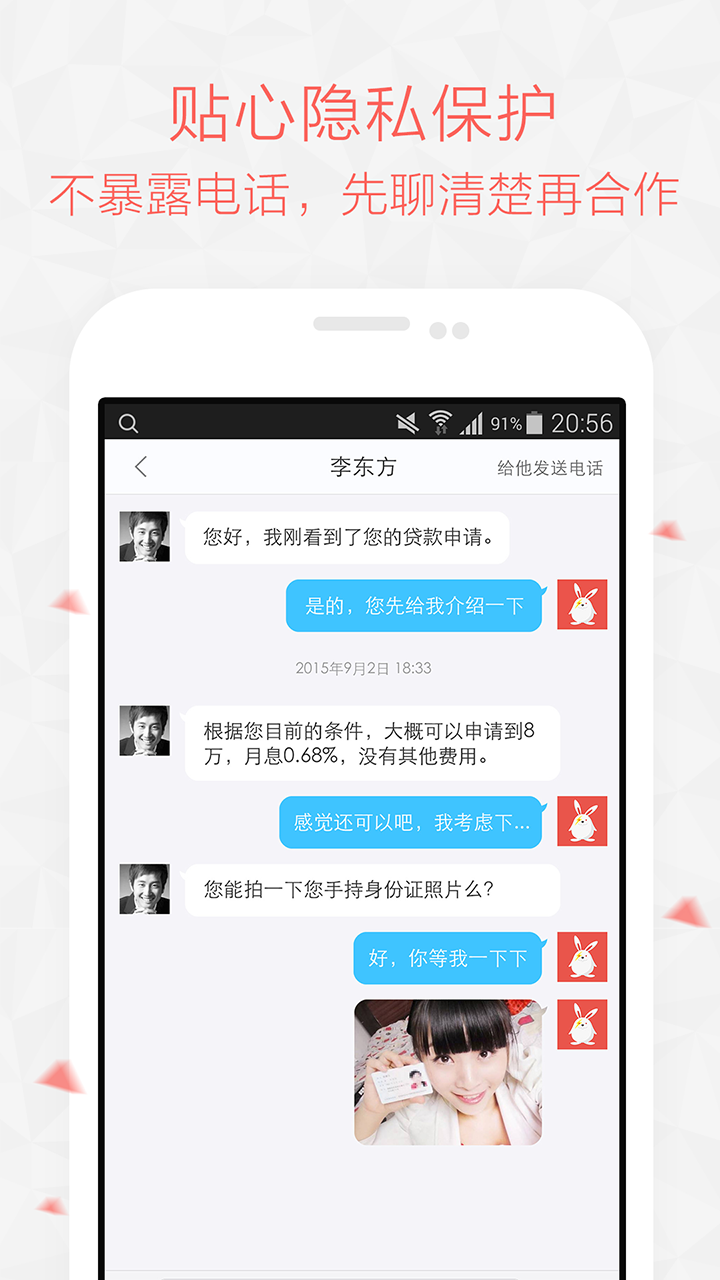 贴心隐私保护
不暴露电话，先聊清楚再合作
91% 20:56
李东方
给他发送电话
您好，我刚看到了您的贷款申请。
是的，您先给我介绍一下
2015年9月2日 18:33
根据您目前的条件，大概可以申请到8
万，月息0.68%，没有其他费用。
感觉还可以吧，我考虑下...
您能拍一下您手持身份证照片么?
好，你等我一下下